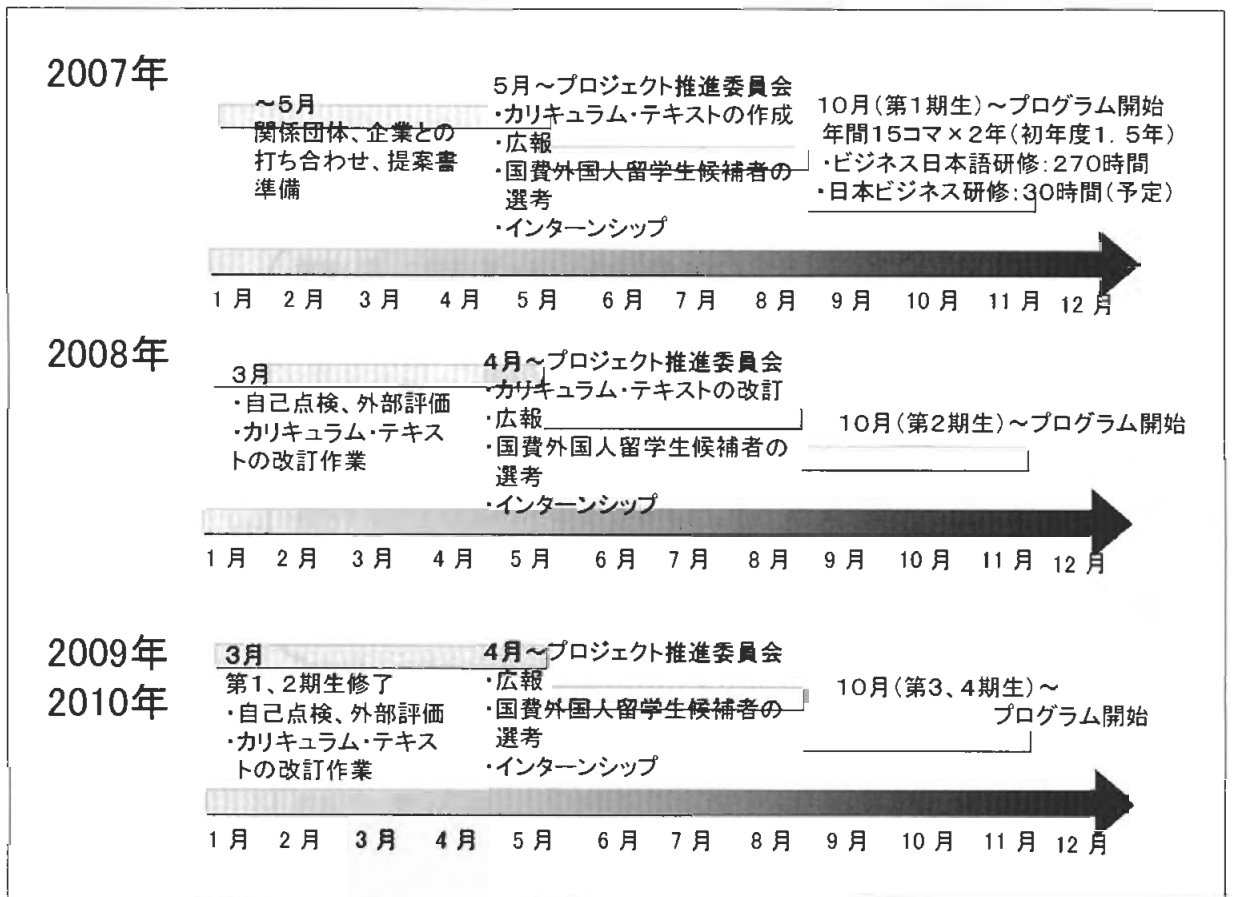 2007年
~5月
関係団体、企業との
打ち合わせ、提案書
準備
5月~プロジェクト推進委員会
・カリキュラム・テキストの作成
・広報
・国費外国人留学生候補者の
選考
・インターンシップ
10月(第1期生)~プログラム開始
年間15コマ×2年(初年度1.5年)
・ビジネス日本語研修:270時間
・日本ビジネス研修:30時間(予定)
1月 2月 3月 4月 5月 6月 7月 8月 9月 10月 11月 12月
2008年
3月
・自己点検、外部評価
・カリキュラム・テキス
トの改訂作業
4月~プロジェクト推進委員会
・カリキュラム・テキストの改訂
・広報
・国費外国人留学生候補者の
選考
・インターンシップ
10月(第2期生)~プログラム開始
1月 2月 3月 4月 5月 6月 7月 8月 9月 10月 11月 12月
2009年
2010年
3月
第1、2期生修了
・自己点検、外部評価
・カリキュラム・テキス
トの改訂作業
4月~プロジェクト推進委員会
・広報
・国費外国人留学生候補者の
選考
・インターンシップ
10月(第3、4期生)~
プログラム開始
1月 2月 3月 4月 5月 6月 7月 8月 9月 10月 11月 12月